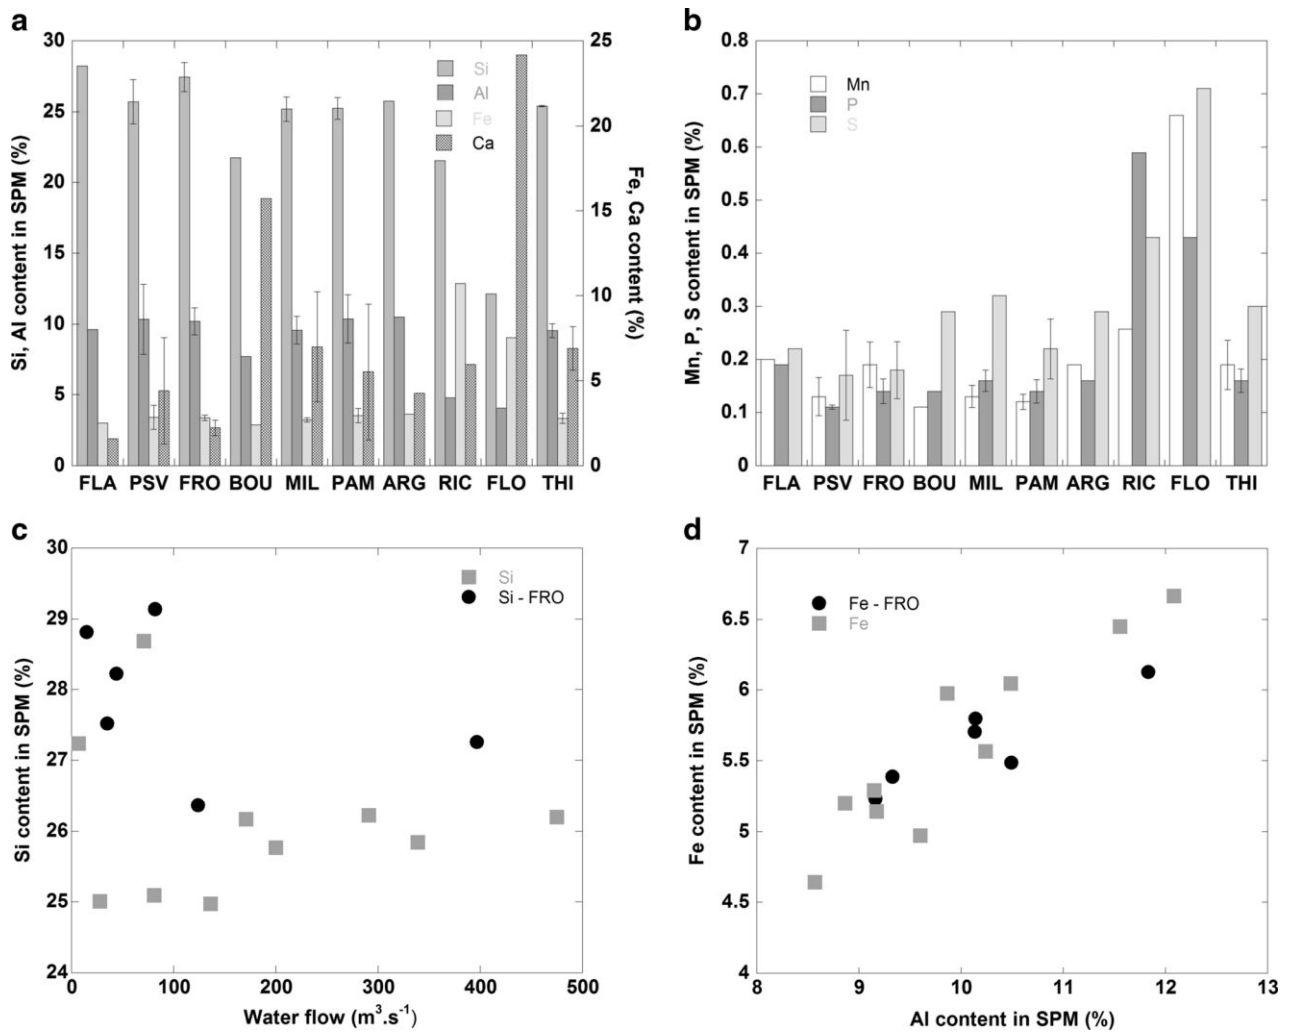 a
30
25
20
15
10
5
0
Si, Al content in SPM (%)
25
20
15
10
5
0
Fe, Ca content (%)
Si
Al
Fe
Ca
FLA PSV FRO BOU MIL PAM ARG RIC FLO THI
b
0.8
0.7
0.6
0.5
0.4
0.3
0.2
0.1
0
Mn, P, S content in SPM (%)
Mn
P
S
FLA PSV FRO BOU MIL PAM ARG RIC FLO THI
c
30
29
28
27
26
25
24
Si content in SPM (%)
Si
Si - FRO
0 100 200 300 400 500
Water flow (m³.s⁻¹)
d
7
6.5
6
5.5
5
4.5
4
Fe content in SPM (%)
Fe - FRO
Fe
8 9 10 11 12 13
Al content in SPM (%)